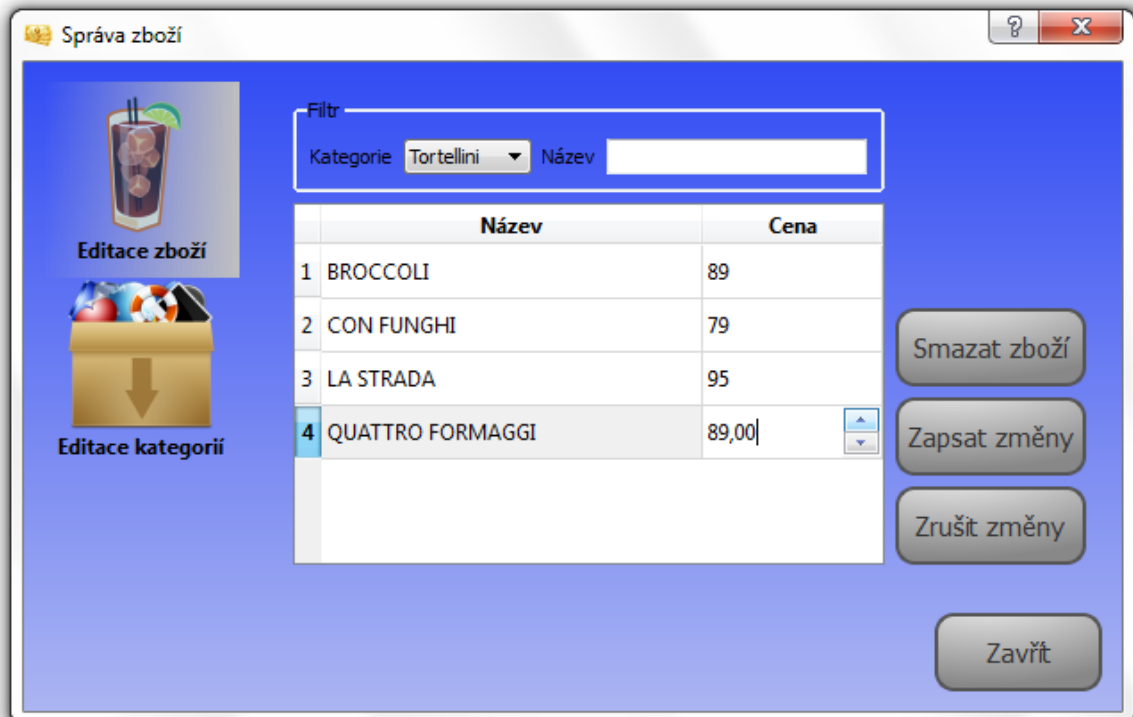 Správa zboží
Filtr
Kategorie Tortellini Název
Název Cena
1 BROCCOLI 89
2 CON FUNGHI 79
3 LA STRADA 95
4 QUATTRO FORMAGGI 89,00
Editace zboží
Editace kategorií
Smazat zboží
Zapsat změny
Zrušit změny
Zavřít